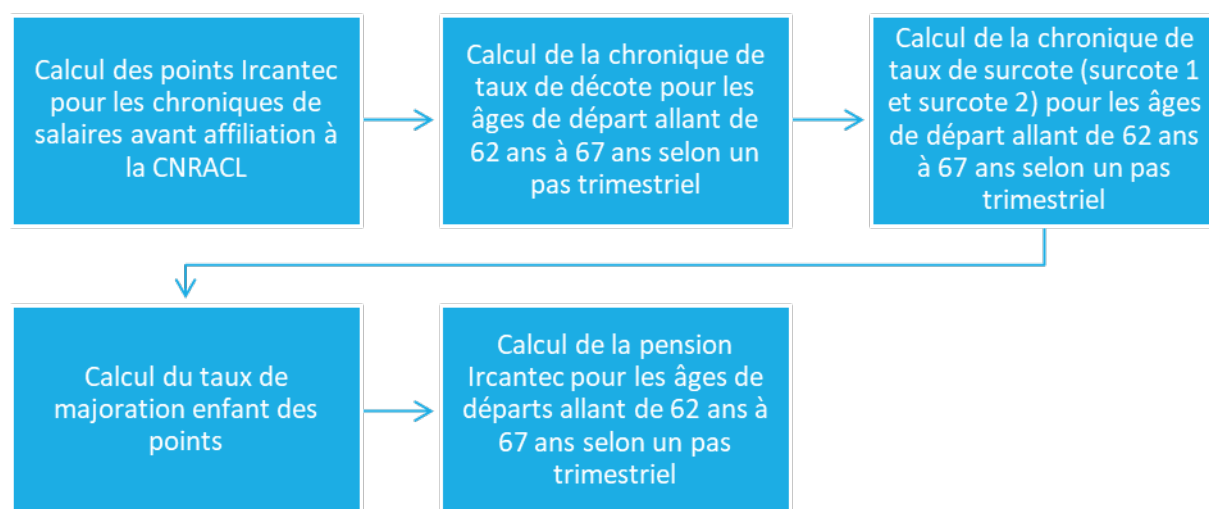 Calcul des points Ircantec
pour les chroniques de
salaires avant affiliation à
la CNRACL
Calcul de la chronique de
taux de décote pour les
âges de départ allant de
62 ans à 67 ans selon un
pas trimestriel
Calcul de la chronique de
taux de surcote (surcote 1
et surcote 2) pour les âges
de départ allant de 62 ans
à 67 ans selon un pas
trimestriel
Calcul du taux de
majoration enfant des
points
Calcul de la pension
Ircantec pour les âges de
départs allant de 62 ans à
67 ans selon un pas
trimestriel